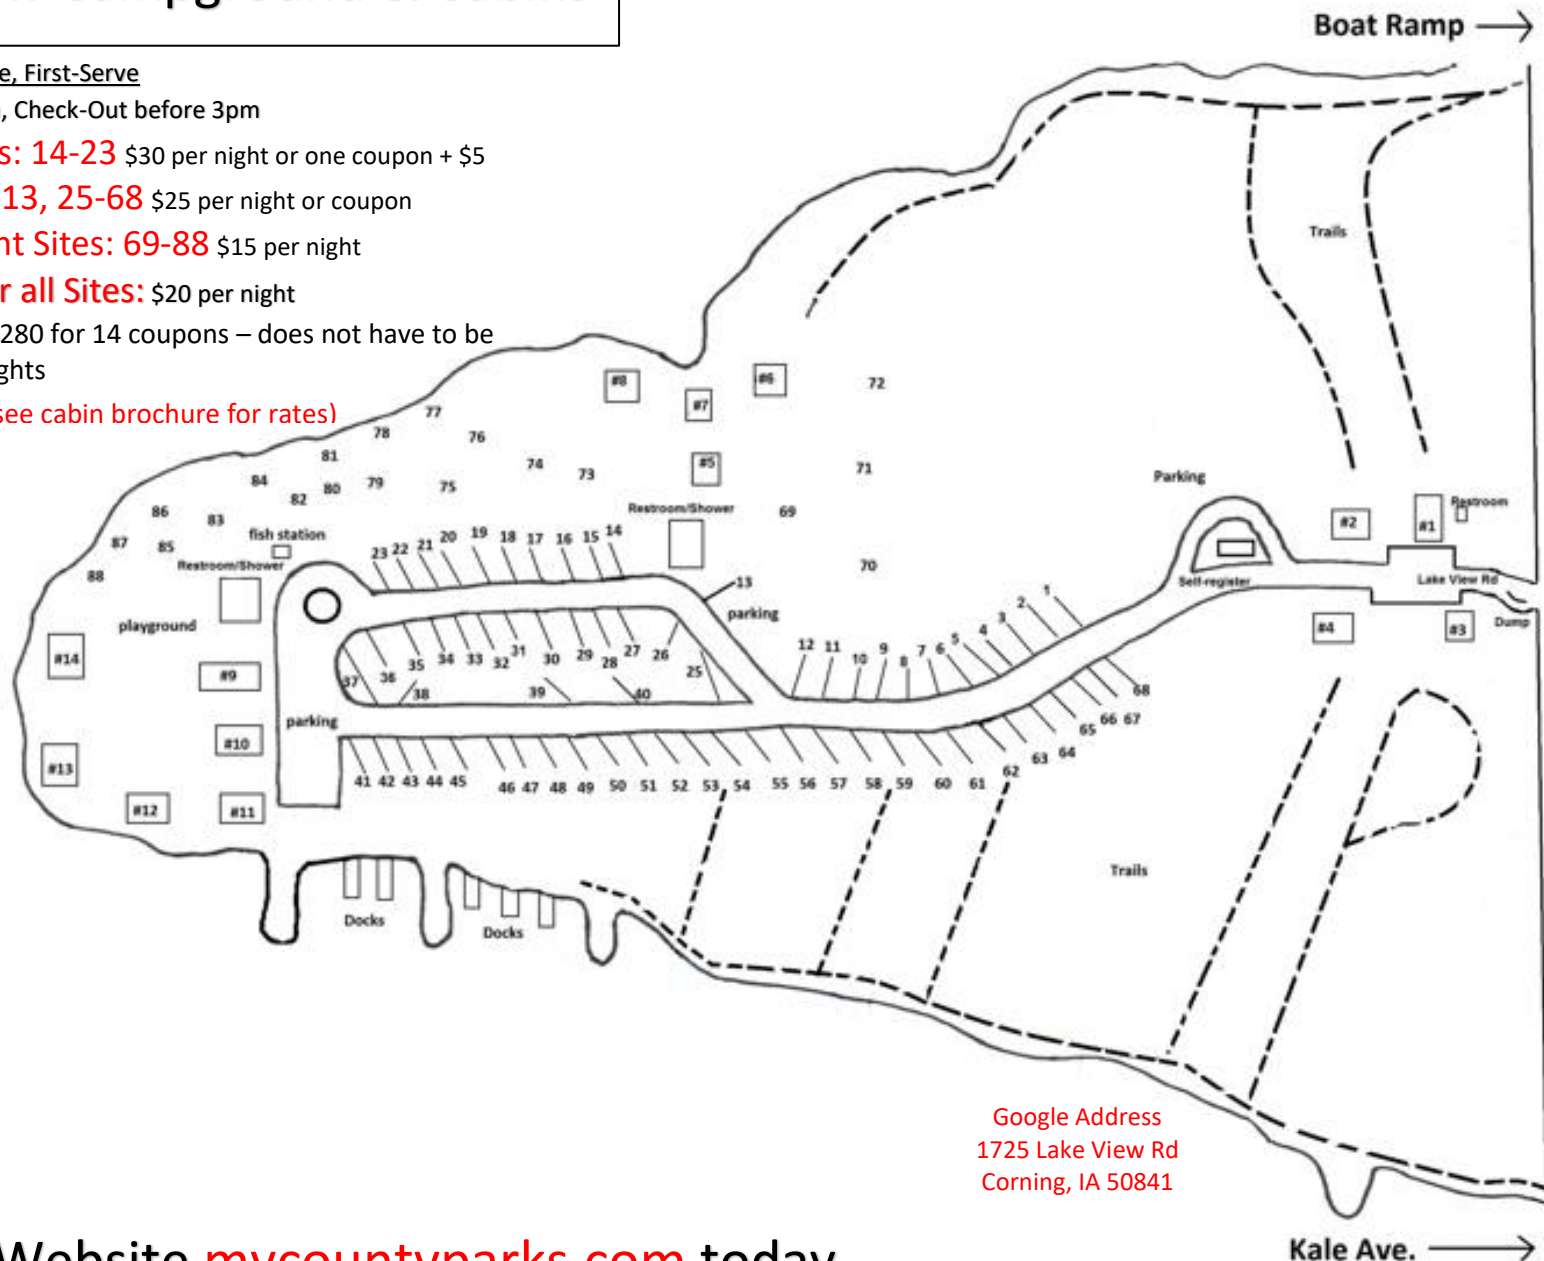 Campground & Cabins
e, First-Serve
, Check-Out before 3pm
s: 14-23 $30 per night or one coupon + $5
13, 25-68 $25 per night or coupon
nt Sites: 69-88 $15 per night
r all Sites: $20 per night
280 for 14 coupons – does not have to be
ghts
see cabin brochure for rates)
Boat Ramp
Trails
#8
#7
#6
72
77
78
76
81
74
73
#5
71
84
79
80
75
82
Parking
86
83
69
Restroom/Shower
#2
#1
Restroom
87
85
fish station
23 22 21 20 19 18 17 16 15 14
88
Restroom/Shower
70
13
parking
Self-register
Lake View Rd
Dump
playground
#4
#3
12 11 10 9 8 7 6 5 4 3 2 1
#14
#9
37 36 35 34 33 32 31 30 29 28 27 26 25
38 39 40
parking
#10
68
67
66
65
64
63
62
#13
41 42 43 44 45 46 47 48 49 50 51 52 53 54 55 56 57 58 59 60 61
#12
#11
Trails
Docks
Docks
Google Address
1725 Lake View Rd
Corning, IA 50841
Website mycountyparks.com today
Kale Ave.